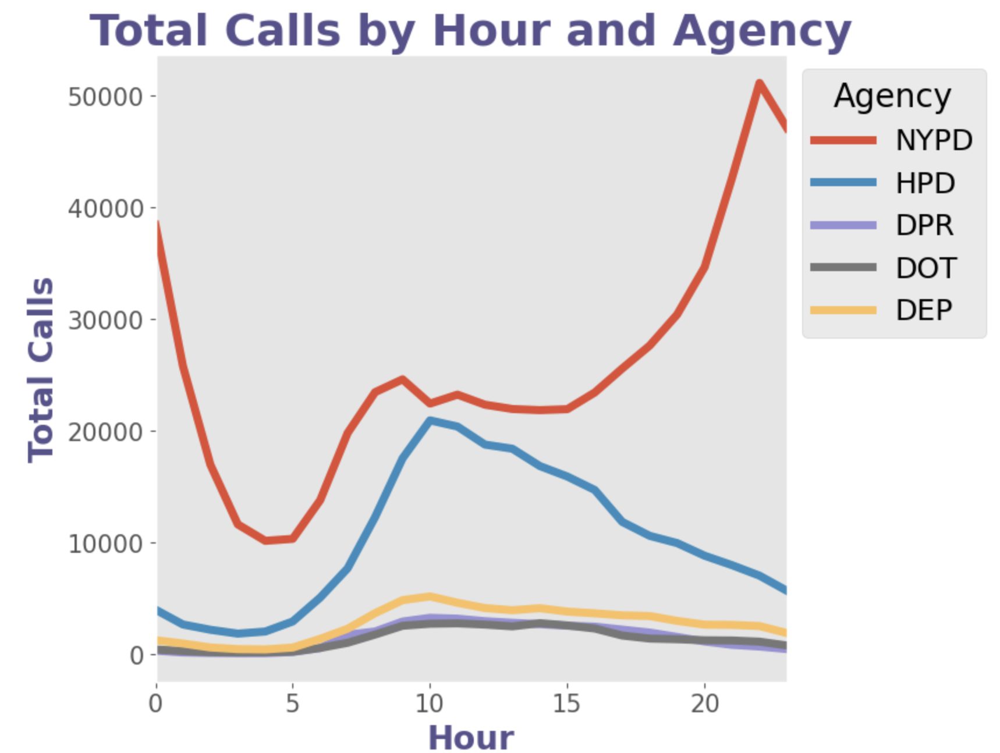 Total Calls by Hour and Agency
Total Calls
50000
40000
30000
20000
10000
0
0 5 10 15 20
Hour
Agency
NYPD
HPD
DPR
DOT
DEP